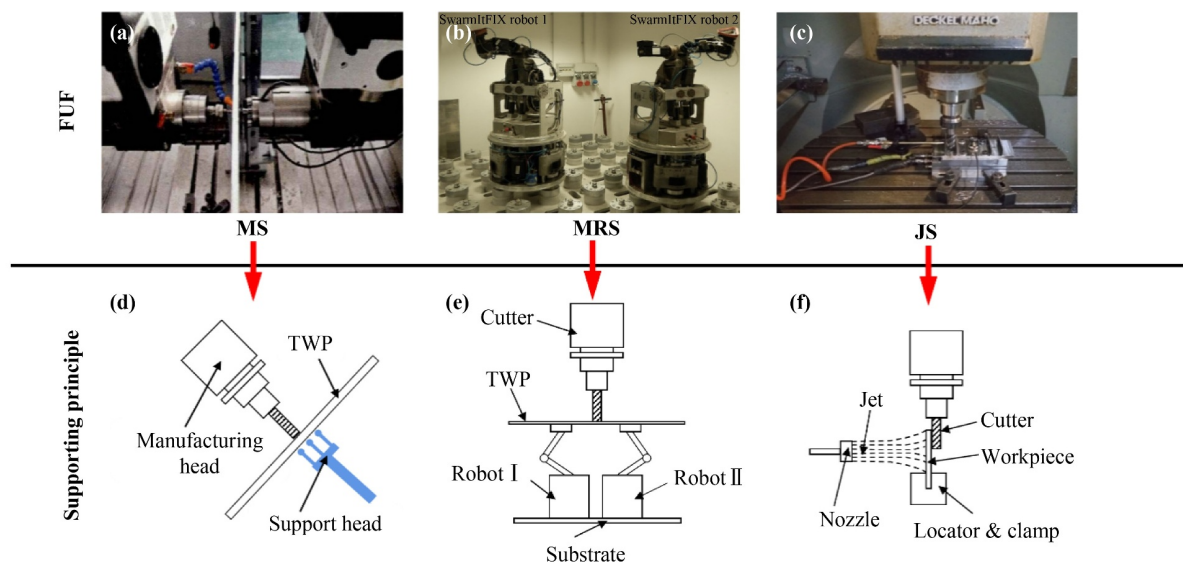 (a)
SwarmItFIX robot 1
(b)
SwarmItFIX robot 2
(c)
DECKEL MAHO
FUF
MS
MRS
JS
(d)
TWP
Manufacturing
head
Support head
(e)
Cutter
TWP
Robot Ⅰ
Robot Ⅱ
Substrate
(f)
Jet
Cutter
Workpiece
Nozzle
Locator & clamp
Supporting principle